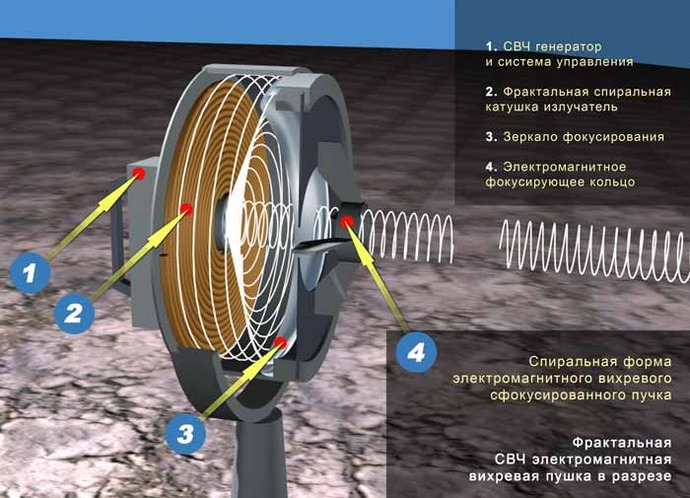 1. СВЧ генератор
и система управления
2. Фрактальная спиральная
катушка излучатель
3. Зеркало фокусирования
4. Электромагнитное
фокусирующее кольцо
1
2
3
4
Спиральная форма
электромагнитного вихревого
сфокусированного пучка
Фрактальная
СВЧ электромагнитная
вихревая пушка в разрезе